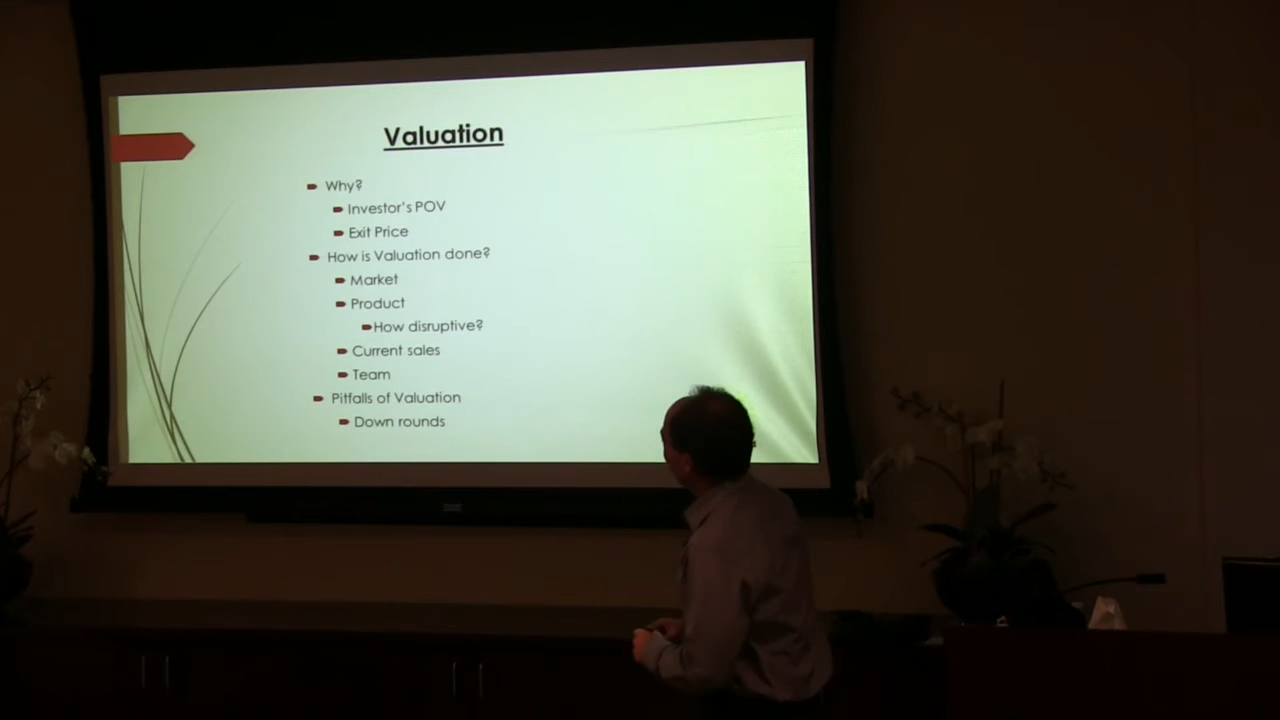 Valuation
Why?
Investor's POV
Exit Price
How is Valuation done?
Market
Product
How disruptive?
Current sales
Team
Pitfalls of Valuation
Down rounds